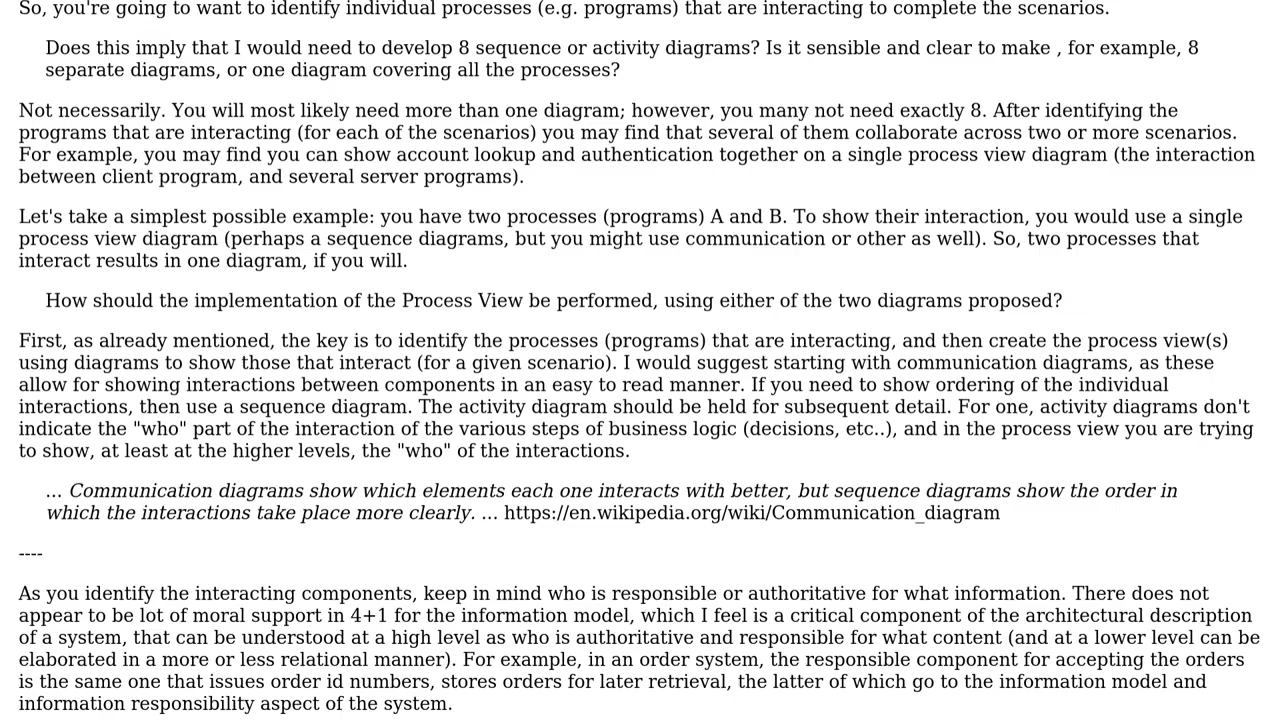 So, you're going to want to identify individual processes (e.g. programs) that are interacting to complete the scenarios.
Does this imply that I would need to develop 8 sequence or activity diagrams? Is it sensible and clear to make , for example, 8
separate diagrams, or one diagram covering all the processes?
Not necessarily. You will most likely need more than one diagram; however, you many not need exactly 8. After identifying the
programs that are interacting (for each of the scenarios) you may find that several of them collaborate across two or more scenarios.
For example, you may find you can show account lookup and authentication together on a single process view diagram (the interaction
between client program, and several server programs).
Let's take a simplest possible example: you have two processes (programs) A and B. To show their interaction, you would use a single
process view diagram (perhaps a sequence diagrams, but you might use communication or other as well). So, two processes that
interact results in one diagram, if you will.
How should the implementation of the Process View be performed, using either of the two diagrams proposed?
First, as already mentioned, the key is to identify the processes (programs) that are interacting, and then create the process view(s)
using diagrams to show those that interact (for a given scenario). I would suggest starting with communication diagrams, as these
allow for showing interactions between components in an easy to read manner. If you need to show ordering of the individual
interactions, then use a sequence diagram. The activity diagram should be held for subsequent detail. For one, activity diagrams don't
indicate the "who" part of the interaction of the various steps of business logic (decisions, etc..), and in the process view you are trying
to show, at least at the higher levels, the "who" of the interactions.
... Communication diagrams show which elements each one interacts with better, but sequence diagrams show the order in
which the interactions take place more clearly. ... https://en.wikipedia.org/wiki/Communication_diagram
----
As you identify the interacting components, keep in mind who is responsible or authoritative for what information. There does not
appear to be lot of moral support in 4+1 for the information model, which I feel is a critical component of the architectural description
of a system, that can be understood at a high level as who is authoritative and responsible for what content (and at a lower level can be
elaborated in a more or less relational manner). For example, in an order system, the responsible component for accepting the orders
is the same one that issues order id numbers, stores orders for later retrieval, the latter of which go to the information model and
information responsibility aspect of the system.